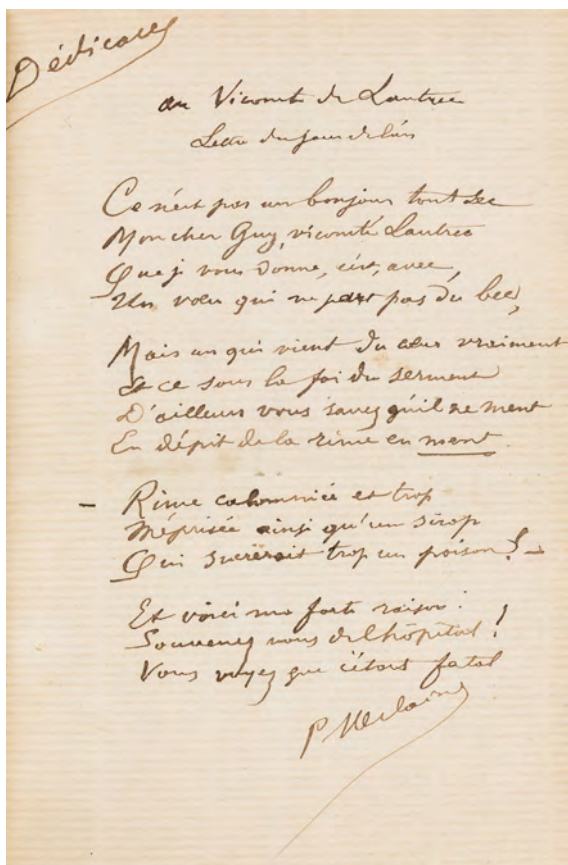 Dédicaces
au Vicomte de Lautrec
Lettre du jour de l'an
Ce n'est pas un bonjour tout sec
Mon cher Guy, vicomte Lautrec
Que je vous donne, c'est, avec,
Un vœu qui ne part pas du bec,
Mais un qui vient du cœur vraiment
Et ce sous la foi du serment
D'ailleurs vous savez qu'il ne ment
En dépit de la rime en ment.
– Rime calomniée et trop
Méprisée ainsi qu'un sirop
Qui sucrerait trop un poison! –
Et voici ma forte raison :
Souvenez vous de l'hôpital!
Vous voyez que c'était fatal
P Verlaine